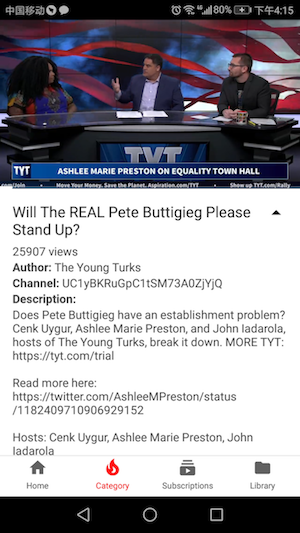 中国移动 4G 80% 下午4:15
TYT
ASHLEE MARIE PRESTON ON EQUALITY TOWN HALL
.com/Join • Move Your Money. Save the Planet. Aspiration.com/TYT • Show up TYT.com/Rally
Will The REAL Pete Buttigieg Please
Stand Up?
25907 views
Author: The Young Turks
Channel: UC1yBKRuGpC1tSM73A0ZjYjQ
Description:
Does Pete Buttigieg have an establishment problem?
Cenk Uygur, Ashlee Marie Preston, and John Iadarola,
hosts of The Young Turks, break it down. MORE TYT:
https://tyt.com/trial
Read more here:
https://twitter.com/AshleeMPreston/status
/1182409710906929152
Hosts: Cenk Uygur, Ashlee Marie Preston, John
Iadarola
Home Category Subscriptions Library